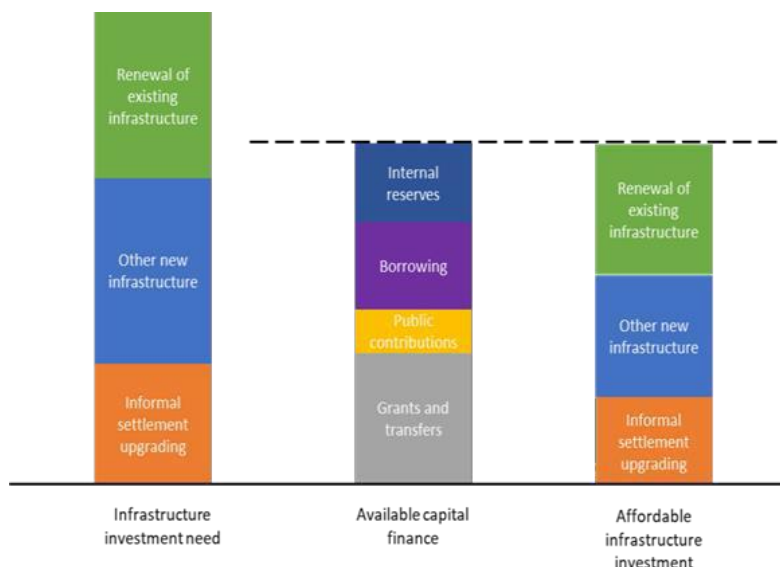 Renewal of
existing
infrastructure
Other new
infrastructure
Informal
settlement
upgrading
Infrastructure
investment need
Internal
reserves
Borrowing
Public
contributions
Grants and
transfers
Available capital
finance
Renewal of
existing
infrastructure
Other new
infrastructure
Informal
settlement
upgrading
Affordable
infrastructure
investment